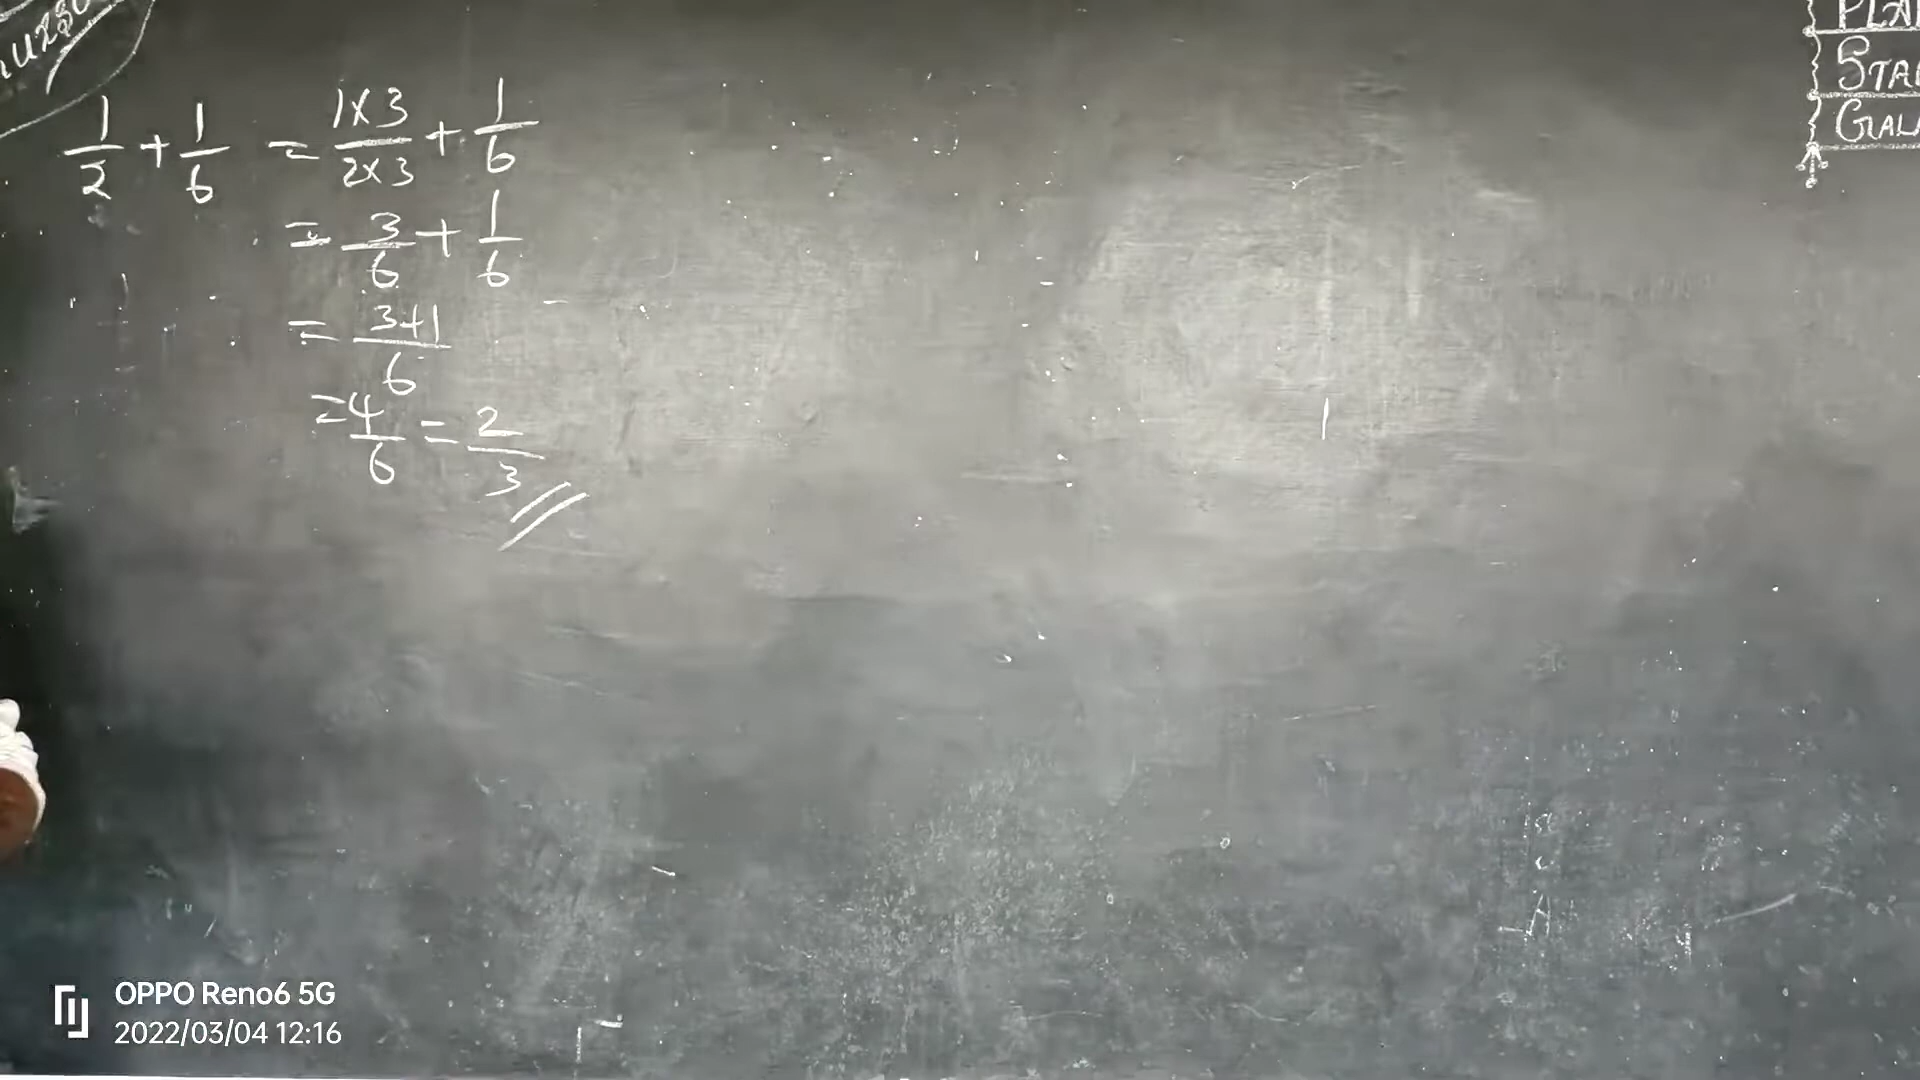 1/2 + 1/6 = 1x3/2x3 + 1/6
= 3/6 + 1/6
= 3+1/6
= 4/6 = 2/3
OPPO Reno6 5G
2022/03/04 12:16